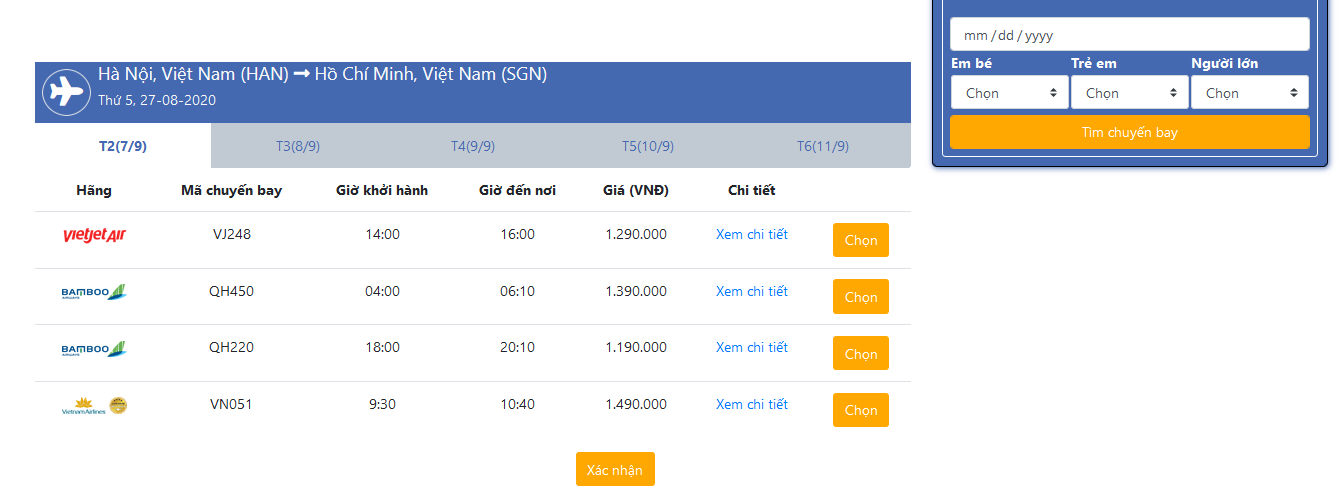 Hà Nội, Việt Nam (HAN) → Hồ Chí Minh, Việt Nam (SGN)
Thứ 5, 27-08-2020
T2(7/9) T3(8/9) T4(9/9) T5(10/9) T6(11/9)
Hãng Mã chuyến bay Giờ khởi hành Giờ đến nơi Giá (VNĐ) Chi tiết
vietjet Air VJ248 14:00 16:00 1.290.000 Xem chi tiết Chọn
BAMBOO AIRWAYS QH450 04:00 06:10 1.390.000 Xem chi tiết Chọn
BAMBOO AIRWAYS QH220 18:00 20:10 1.190.000 Xem chi tiết Chọn
Vietnam Airlines VN051 9:30 10:40 1.490.000 Xem chi tiết Chọn
Xác nhận
mm/dd/yyyy
Em bé Trẻ em Người lớn
Chọn Chọn Chọn
Tìm chuyến bay